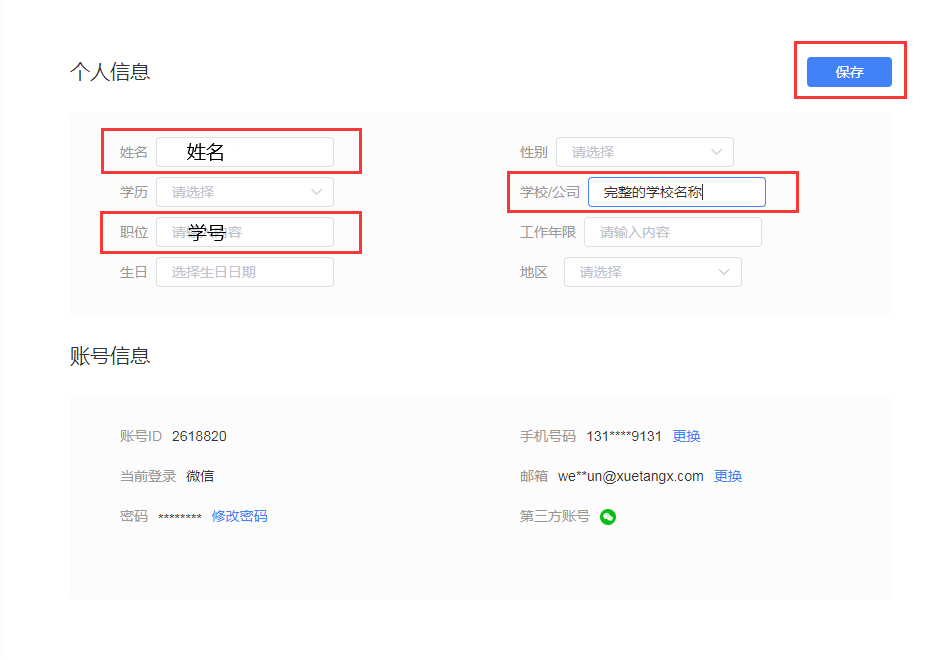 个人信息
保存
姓名 姓名
性别 请选择
学历 请选择
学校/公司 完整的学校名称
职位 学号
工作年限 请输入内容
生日 选择生日日期
地区 请选择
账号信息
账号ID 2618820
手机号码 131****9131 更换
当前登录 微信
邮箱 we**un@xuetangx.com 更换
密码 ******** 修改密码
第三方账号